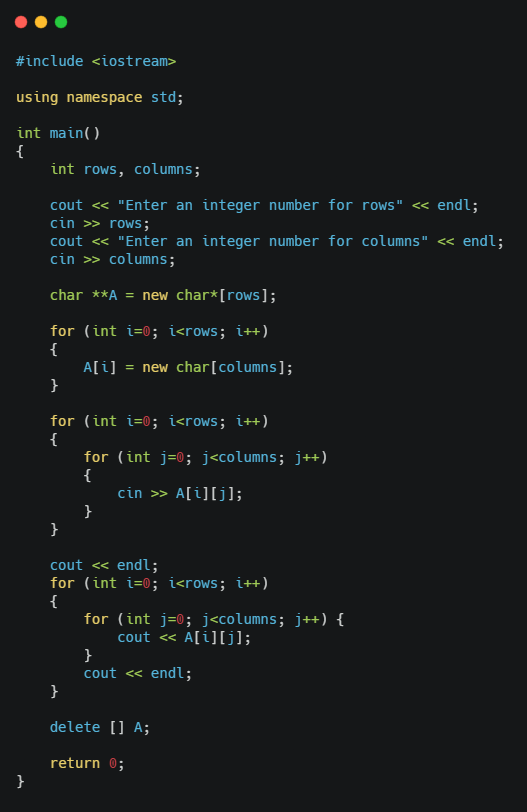 #include <iostream>

using namespace std;

int main()
{
    int rows, columns;

    cout << "Enter an integer number for rows" << endl;
    cin >> rows;
    cout << "Enter an integer number for columns" << endl;
    cin >> columns;

    char **A = new char*[rows];

    for (int i=0; i<rows; i++)
    {
        A[i] = new char[columns];
    }

    for (int i=0; i<rows; i++)
    {
        for (int j=0; j<columns; j++)
        {
            cin >> A[i][j];
        }
    }

    cout << endl;
    for (int i=0; i<rows; i++)
    {
        for (int j=0; j<columns; j++) {
            cout << A[i][j];
        }
        cout << endl;
    }

    delete [] A;

    return 0;
}